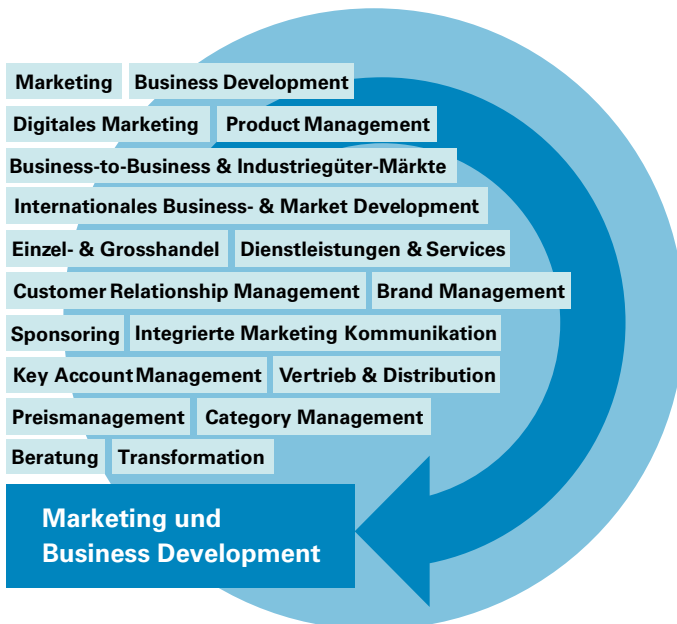 Marketing Business Development
Digitales Marketing Product Management
Business-to-Business & Industriegüter-Märkte
Internationales Business- & Market Development
Einzel- & Grosshandel Dienstleistungen & Services
Customer Relationship Management Brand Management
Sponsoring Integrierte Marketing Kommunikation
Key Account Management Vertrieb & Distribution
Preismanagement Category Management
Beratung Transformation
Marketing und
Business Development